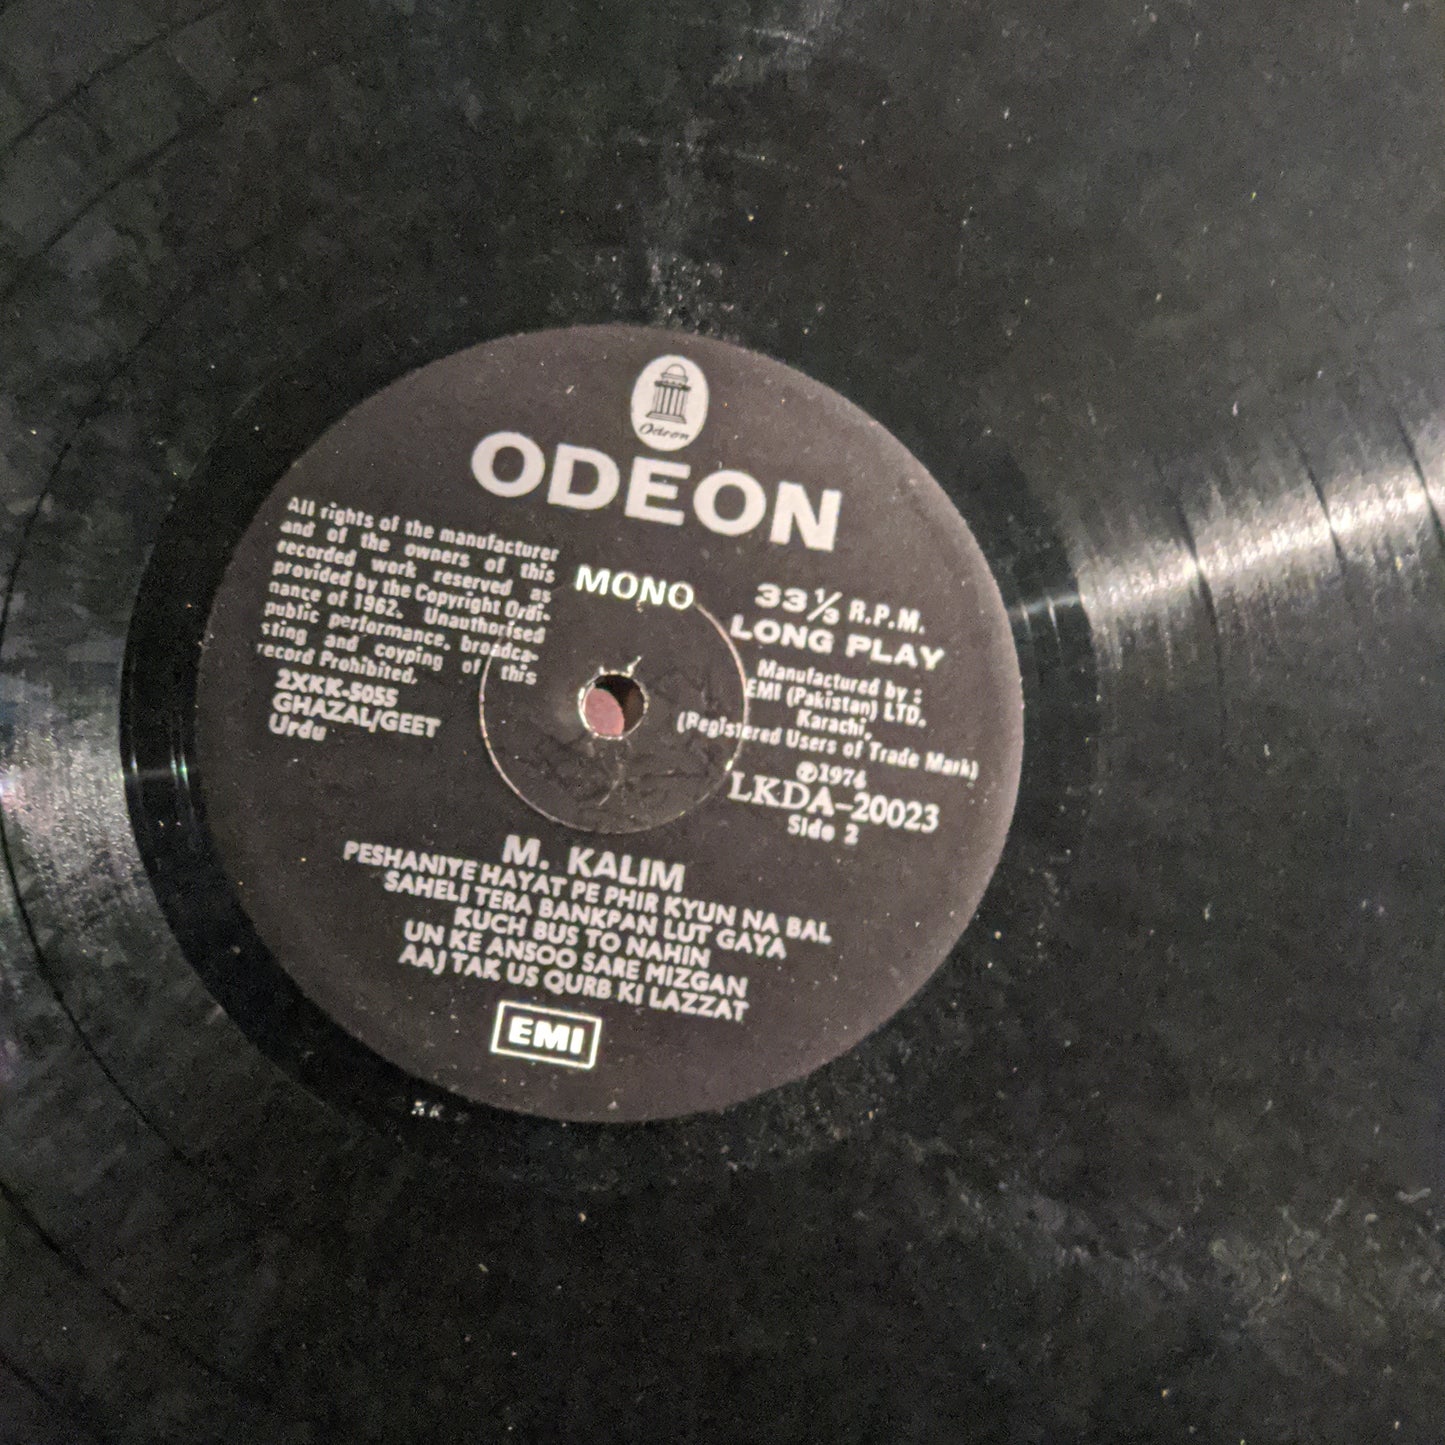 Odeon
ODEON
All rights of the manufacturer
and of the owners of this
recorded work reserved as
provided by the Copyright Ordi-
nance of 1962. Unauthorised
public performance, broadca-
sting and coyping of this
record Prohibited.
2XKK-5055
GHAZAL/GEET
Urdu
MONO
33 1/3 R.P.M.
LONG PLAY
Manufactured by :
EMI (Pakistan) LTD.
Karachi.
(Registered Users of Trade Mark)
℗1974
LKDA-20023
Side 2
M. KALIM
PESHANIYE HAYAT PE PHIR KYUN NA BAL
SAHELI TERA BANKPAN LUT GAYA
KUCH BUS TO NAHIN
UN KE ANSOO SARE MIZGAN
AAJ TAK US QURB KI LAZZAT
EMI